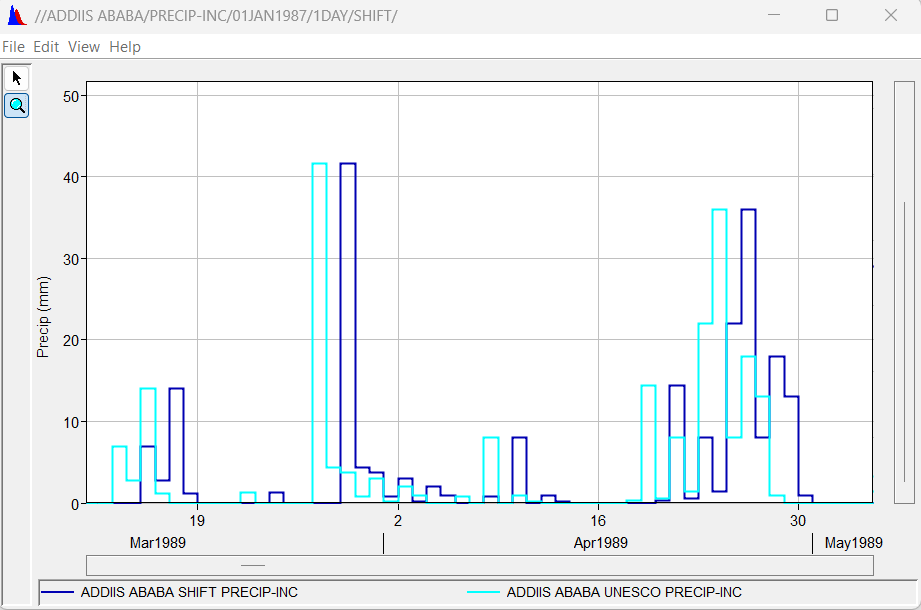 //ADDIIS ABABA/PRECIP-INC/01JAN1987/1DAY/SHIFT/
File Edit View Help
Precip (mm)
50
40
30
20
10
0
19 2 16 30
Mar1989 Apr1989 May1989
ADDIIS ABABA SHIFT PRECIP-INC ADDIIS ABABA UNESCO PRECIP-INC